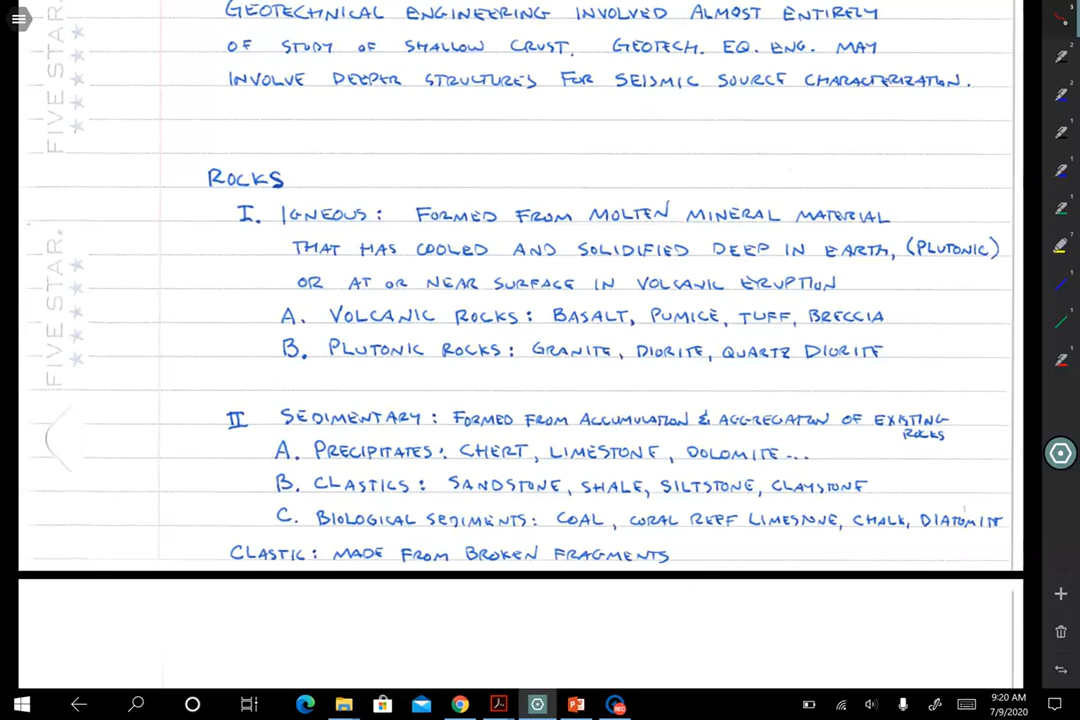 GEOTECHNICAL ENGINEERING INVOLVED ALMOST ENTIRELY
OF STUDY OF SHALLOW CRUST. GEOTECH. EQ. ENG. MAY
INVOLVE DEEPER STRUCTURES FOR SEISMIC SOURCE CHARACTERIZATION.
FIVE STAR.
ROCKS
I. IGNEOUS: FORMED FROM MOLTEN MINERAL MATERIAL
THAT HAS COOLED AND SOLIDIFIED DEEP IN EARTH, (PLUTONIC)
OR AT OR NEAR SURFACE IN VOLCANIC ERUPTION
A. VOLCANIC ROCKS: BASALT, PUMICE, TUFF, BRECCIA
B. PLUTONIC ROCKS: GRANITE, DIORITE, QUARTZ DIORITE
FIVE STAR.
II SEDIMENTARY: FORMED FROM ACCUMULATION & AGGREGATION OF EXISTING
ROCKS
A. PRECIPITATES: CHERT, LIMESTONE, DOLOMITE...
B. CLASTICS: SANDSTONE, SHALE, SILTSTONE, CLAYSTONE
C. BIOLOGICAL SEDIMENTS: COAL, CORAL REEF LIMESTONE, CHALK, DIATOMITE
CLASTIC: MADE FROM BROKEN FRAGMENTS
9:20 AM
7/9/2020